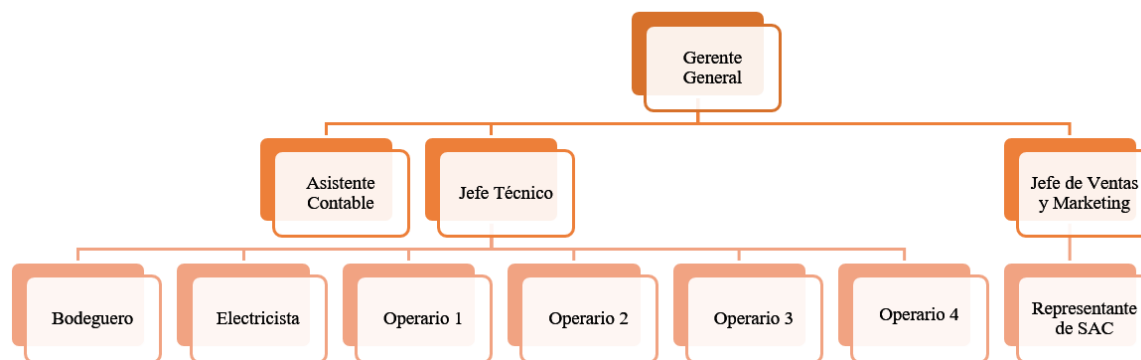 Gerente
General
Asistente
Contable
Jefe Técnico
Jefe de Ventas
y Marketing
Bodeguero
Electricista
Operario 1
Operario 2
Operario 3
Operario 4
Representante
de SAC